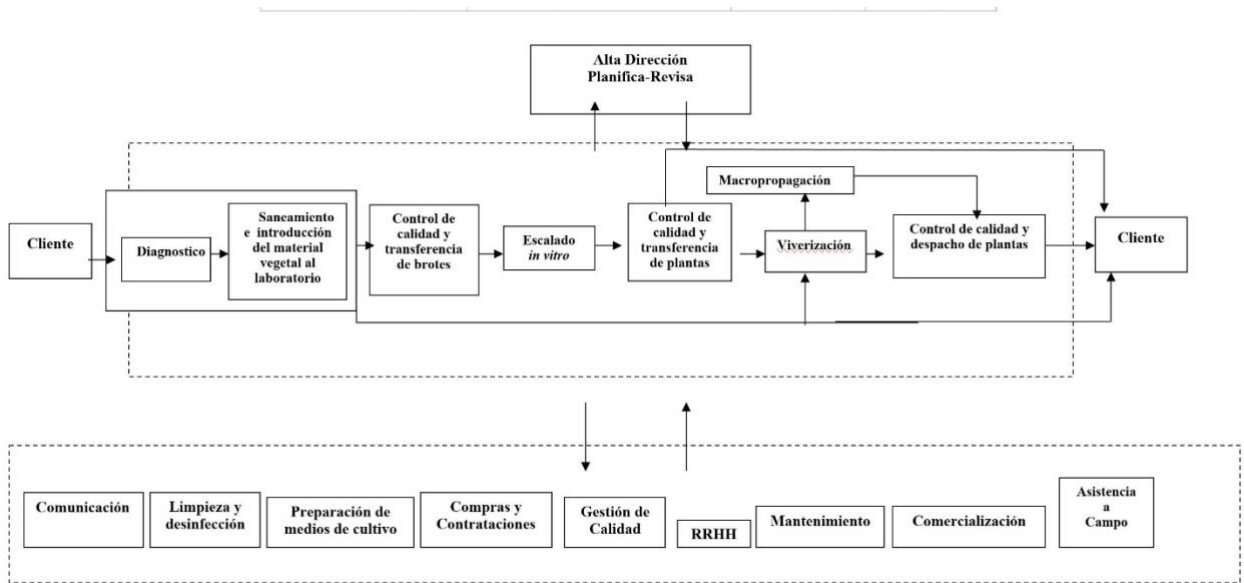 Alta Dirección
Planifica-Revisa
Macropropagación
Cliente
Diagnostico
Saneamiento
e introducción
del material
vegetal al
laboratorio
Control de
calidad y
transferencia
de brotes
Escalado
in vitro
Control de
calidad y
transferencia
de plantas
Viverización
Control de calidad y
despacho de plantas
Cliente
Comunicación
Limpieza y
desinfección
Preparación de
medios de cultivo
Compras y
Contrataciones
Gestión de
Calidad
RRHH
Mantenimiento
Comercialización
Asistencia
a
Campo